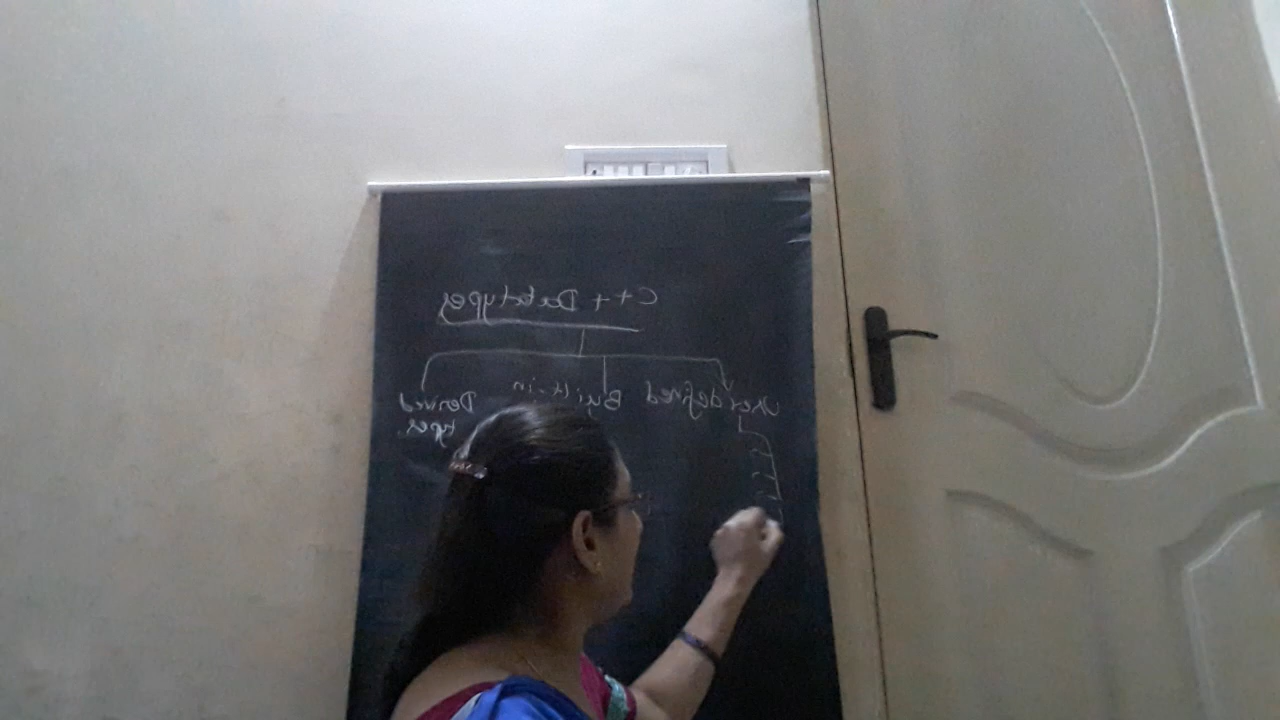 C++ Datatypes
User defined Built-in Derived
types